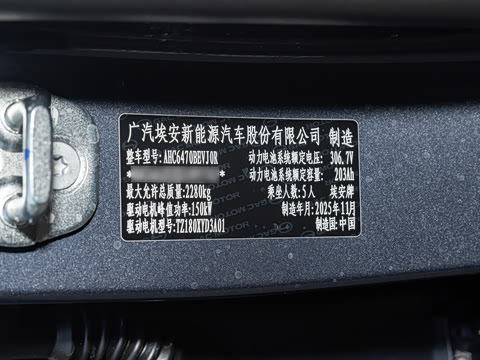 广汽埃安新能源汽车股份有限公司 制造
整车型号: AHC6470BEVJ0R 动力电池系统额定电压: 306.7V
* * 动力电池系统额定容量: 203Ah
最大允许总质量: 2280kg 乘坐人数: 5人 埃安牌
驱动电机峰值功率: 150kW 制造年月: 2025年11月
驱动电机型号: TZ180XYD3A01 制造国: 中国